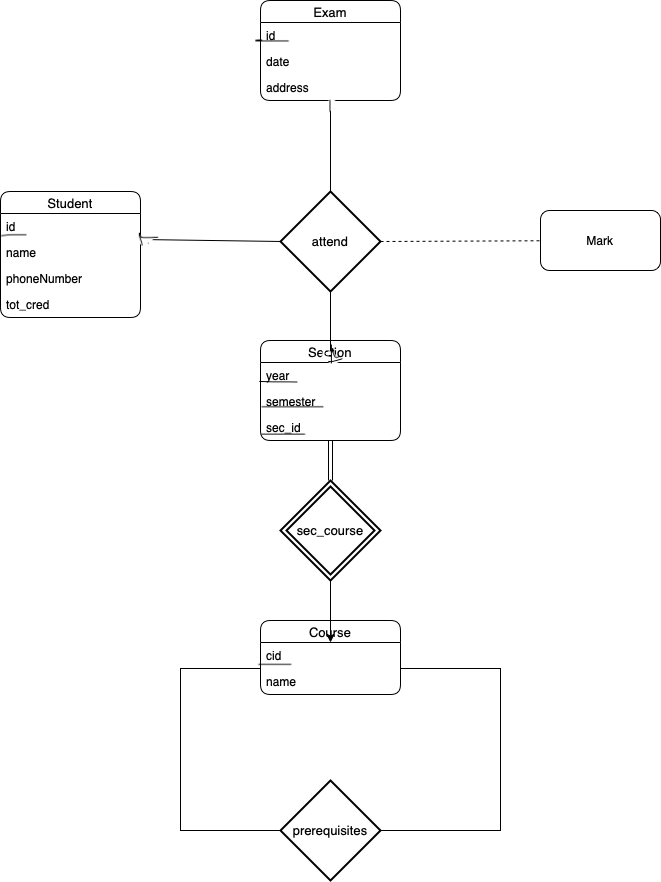 Exam
id
date
address
Student
id
name
phoneNumber
tot_cred
attend
Mark
Section
year
semester
sec_id
sec_course
Course
cid
name
prerequisites